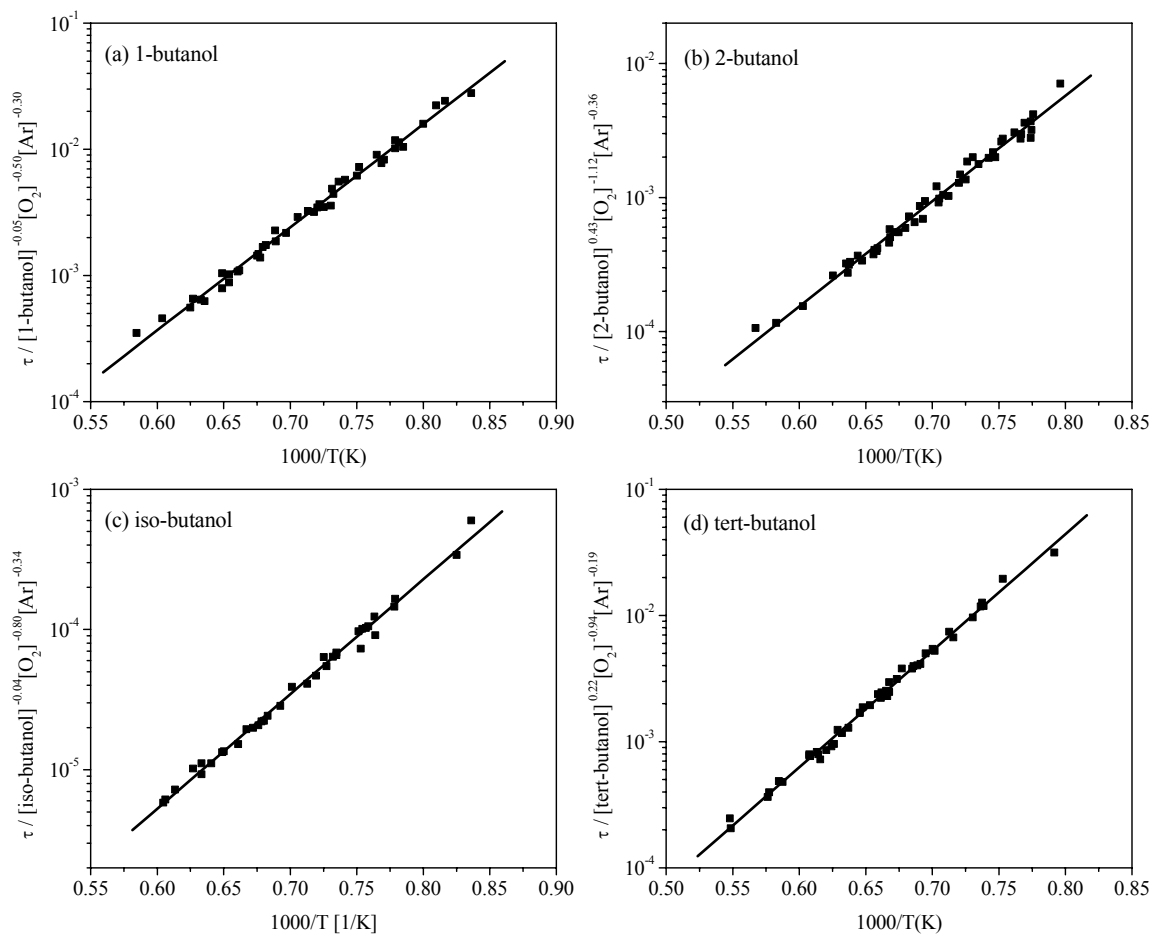 10^-1
10^-2
10^-3
10^-4
(a) 1-butanol
τ / [1-butanol]^-0.05[O_2]^-0.50[Ar]^-0.30
0.55 0.60 0.65 0.70 0.75 0.80 0.85 0.90
1000/T(K)
10^-2
10^-3
10^-4
(b) 2-butanol
τ / [2-butanol]^0.43[O_2]^-1.12[Ar]^-0.36
0.50 0.55 0.60 0.65 0.70 0.75 0.80 0.85
1000/T(K)
10^-3
10^-4
10^-5
(c) iso-butanol
τ / [iso-butanol]^-0.04[O_2]^-0.80[Ar]^-0.34
0.55 0.60 0.65 0.70 0.75 0.80 0.85 0.90
1000/T [1/K]
10^-1
10^-2
10^-3
10^-4
(d) tert-butanol
τ / [tert-butanol]^0.22[O_2]^-0.94[Ar]^-0.19
0.50 0.55 0.60 0.65 0.70 0.75 0.80 0.85
1000/T(K)